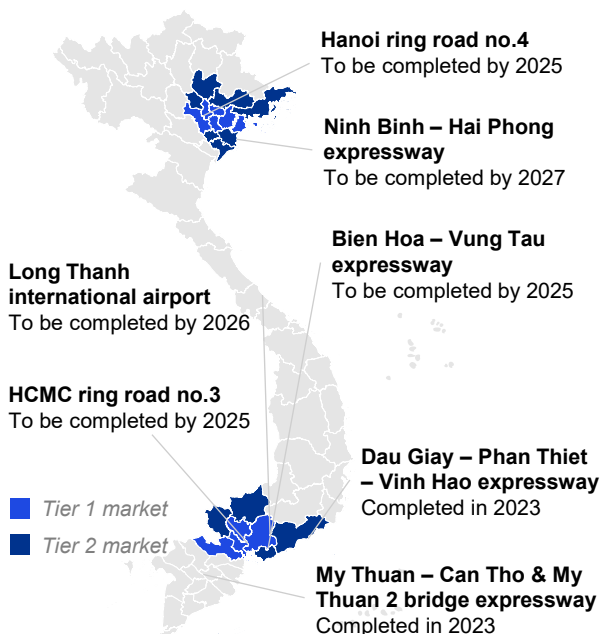 Hanoi ring road no.4
To be completed by 2025
Ninh Binh – Hai Phong
expressway
To be completed by 2027
Bien Hoa – Vung Tau
expressway
To be completed by 2025
Long Thanh
international airport
To be completed by 2026
HCMC ring road no.3
To be completed by 2025
Dau Giay – Phan Thiet
– Vinh Hao expressway
Completed in 2023
Tier 1 market
Tier 2 market
My Thuan – Can Tho & My
Thuan 2 bridge expressway
Completed in 2023